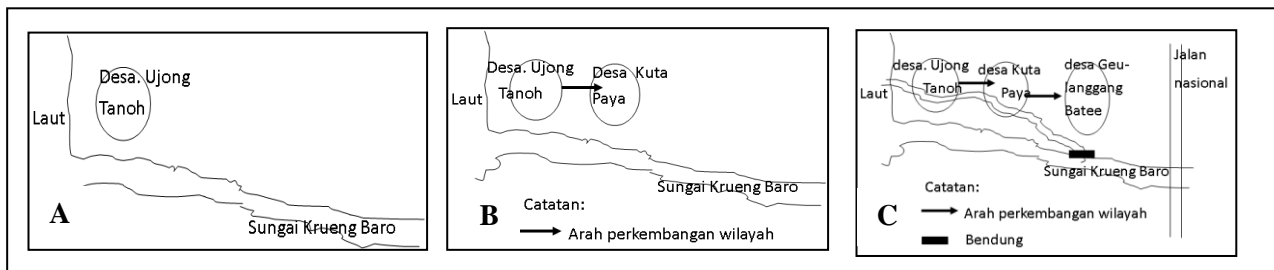 Desa. Ujong
Tanoh
Laut
Sungai Krueng Baro
A
Desa. Ujong
Tanoh
Desa Kuta
Paya
Laut
Sungai Krueng Baro
Catatan:
Arah perkembangan wilayah
B
desa. Ujong
Tanoh
desa Kuta
Paya
desa Geu-
langgang
Batee
Jalan
nasional
Laut
Sungai Krueng Baro
Catatan:
Arah perkembangan wilayah
Bendung
C